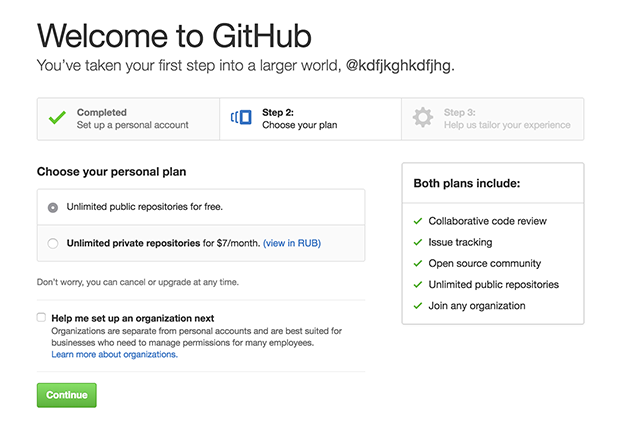 Welcome to GitHub
You've taken your first step into a larger world, @kdfjkghkdfjhg.
Completed
Set up a personal account
Step 2:
Choose your plan
Step 3:
Help us tailor your experience
Choose your personal plan
Unlimited public repositories for free.
Unlimited private repositories for $7/month. (view in RUB)
Don't worry, you can cancel or upgrade at any time.
Help me set up an organization next
Organizations are separate from personal accounts and are best suited for
businesses who need to manage permissions for many employees.
Learn more about organizations.
Continue
Both plans include:
Collaborative code review
Issue tracking
Open source community
Unlimited public repositories
Join any organization